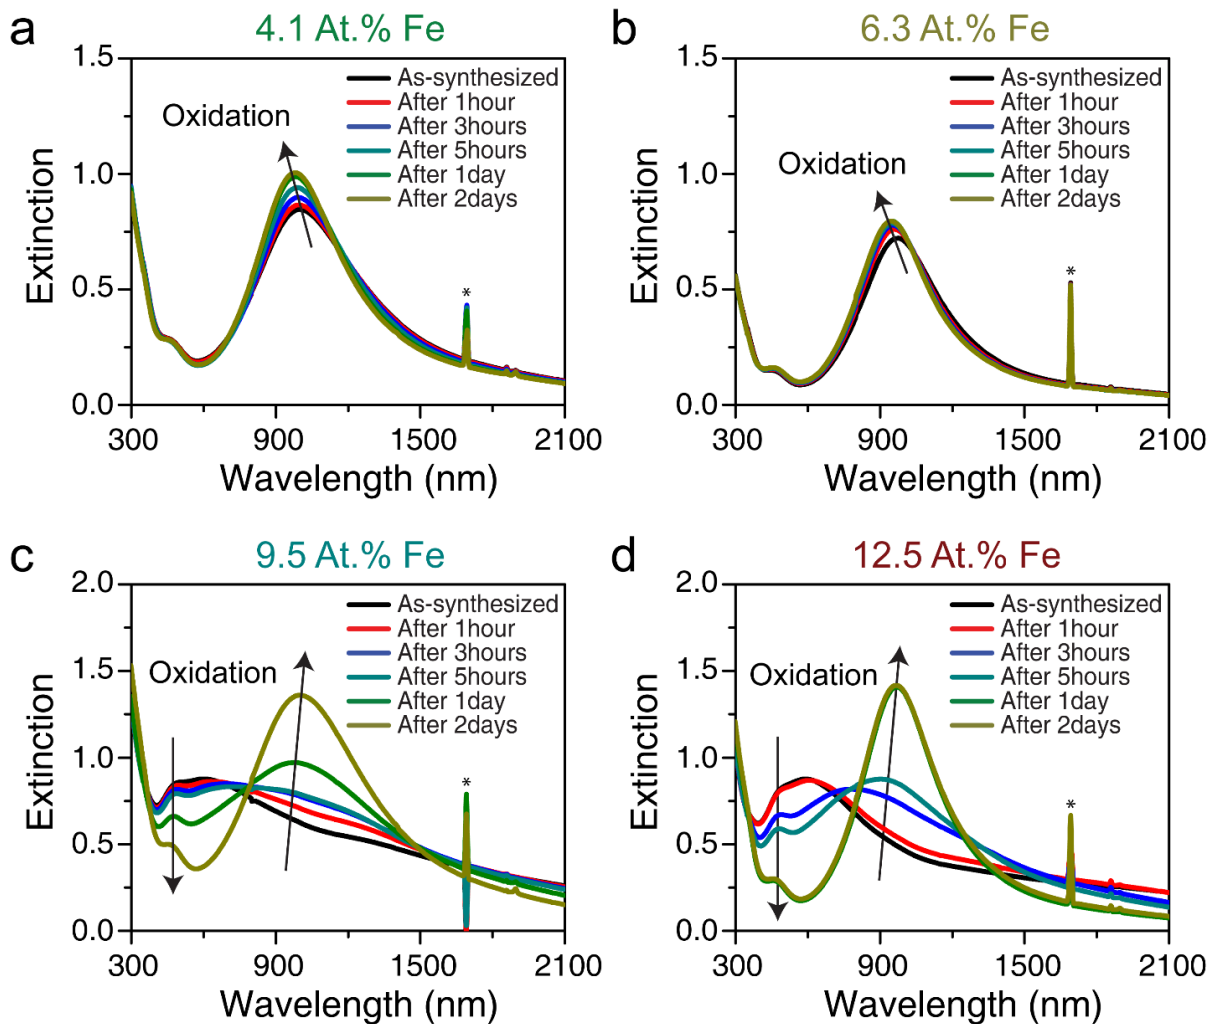 a
4.1 At.% Fe
Extinction
1.5
1.0
0.5
0.0
Oxidation
As-synthesized
After 1hour
After 3hours
After 5hours
After 1day
After 2days
*
300
900
1500
2100
Wavelength (nm)
b
6.3 At.% Fe
Extinction
1.5
1.0
0.5
0.0
Oxidation
As-synthesized
After 1hour
After 3hours
After 5hours
After 1day
After 2days
*
300
900
1500
2100
Wavelength (nm)
c
9.5 At.% Fe
Extinction
2.0
1.5
1.0
0.5
0.0
Oxidation
As-synthesized
After 1hour
After 3hours
After 5hours
After 1day
After 2days
*
300
900
1500
2100
Wavelength (nm)
d
12.5 At.% Fe
Extinction
2.0
1.5
1.0
0.5
0.0
Oxidation
As-synthesized
After 1hour
After 3hours
After 5hours
After 1day
After 2days
*
300
900
1500
2100
Wavelength (nm)